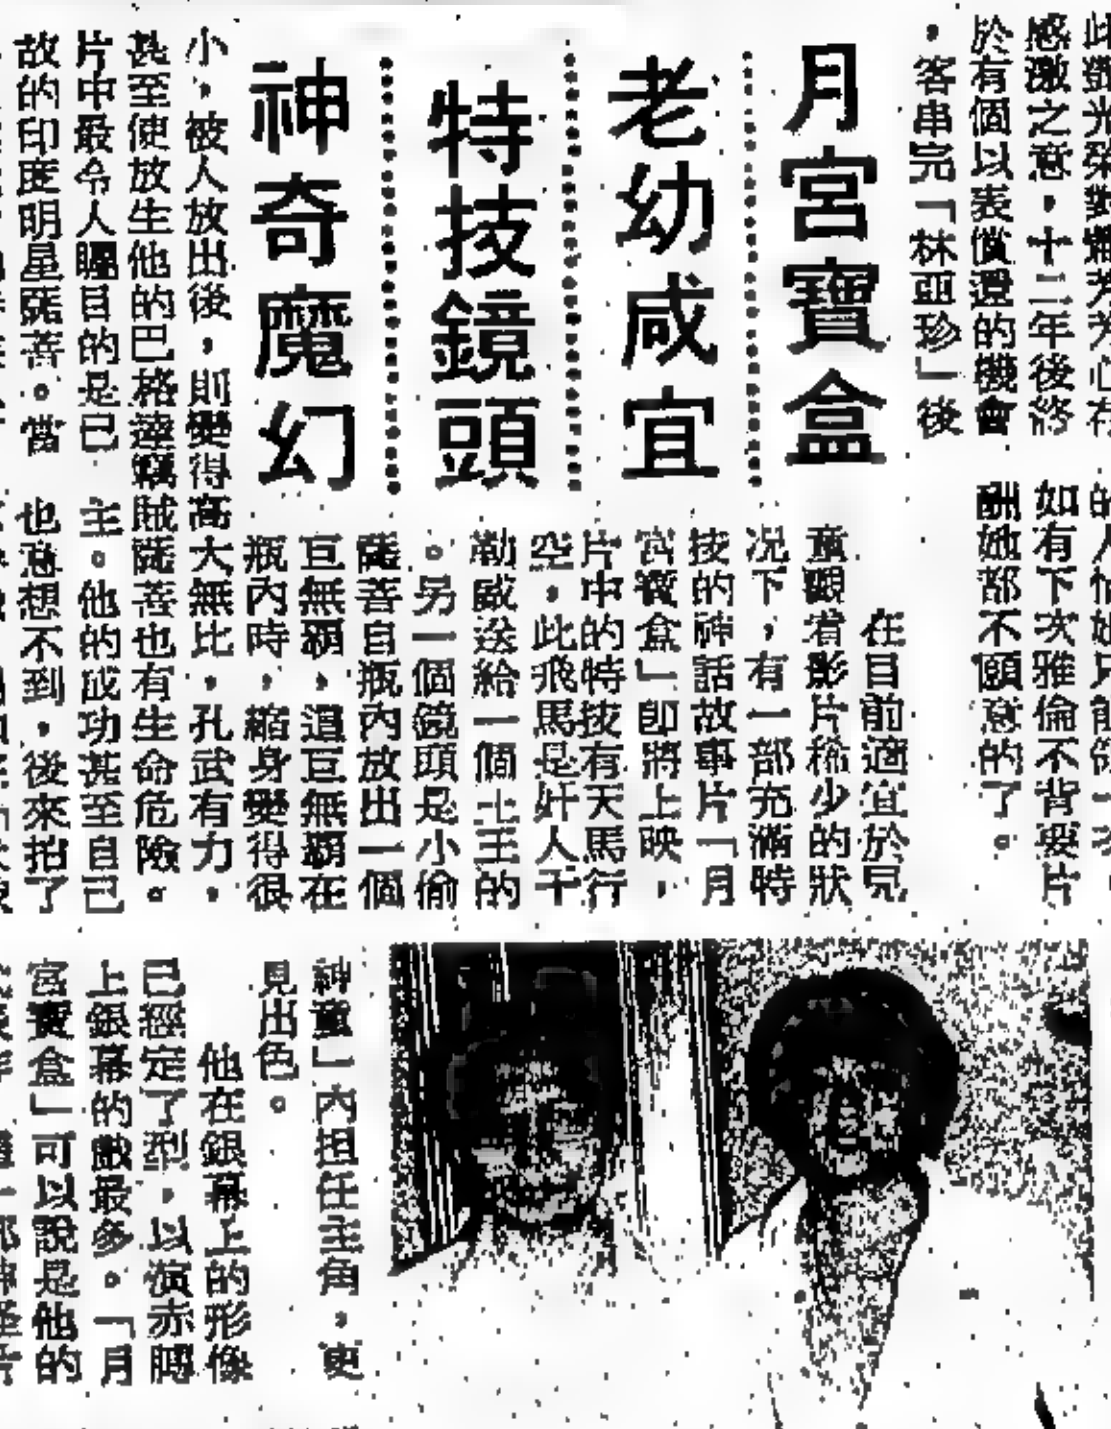 感激之意，十二年後終
於有個以表償還的機會
，客串完「林亞珍」後
如有下次雅倫不背要片
酬她都不願意的了。
月宮寶盒
老幼咸宜
特技鏡頭
神奇魔幻
在目前適宜於兒
童觀看影片稀少的狀
况下，有一部充滿特
技的神話故事片「月
宮寶盒」即將上映，
片中的特技有天馬行
空，此飛馬是奸人干
勒威送給一個土王的
。另一個鏡頭是小偷
薩善自瓶內放出一個
巨無霸，這巨無霸在
瓶內時，縮身變得很
小，被人放出後，則變得高大無比，孔武有力，
甚至使放生他的巴格達竊賊薩善也有生命危險。
片中最令人矚目的是已
故的印度明星薩善。當
主。他的成功甚至自己
也意想不到，後來拍了
神童」內担任主角，更
見出色。
他在銀幕上的形像
已經定了型，以演赤膊
上銀幕的戲最多。「月
宮寶盒」可以說是他的